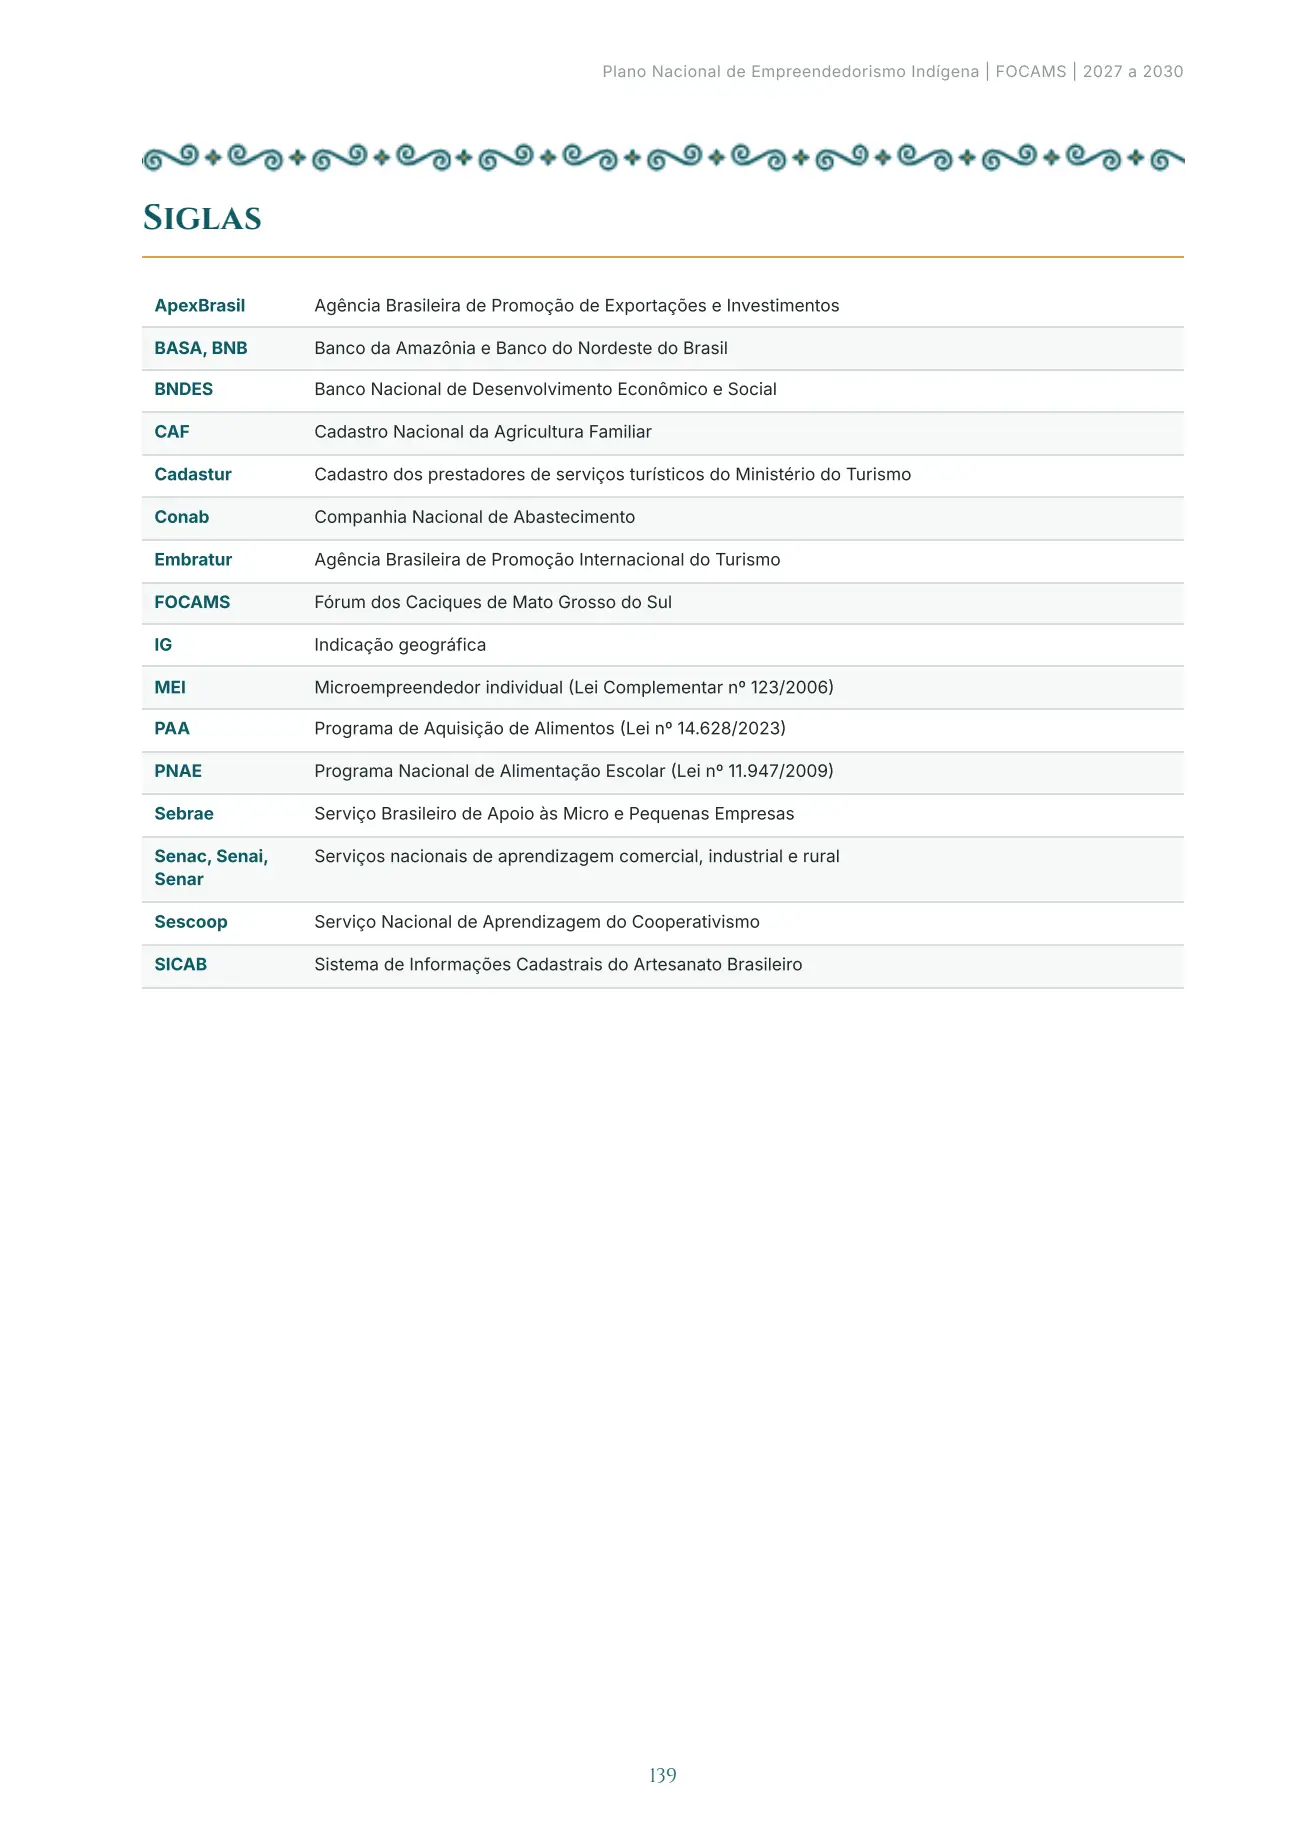 Plano Nacional de Empreendedorismo Indígena | FOCAMS | 2027 a 2030
Siglas
ApexBrasil Agência Brasileira de Promoção de Exportações e Investimentos
BASA, BNB Banco da Amazônia e Banco do Nordeste do Brasil
BNDES Banco Nacional de Desenvolvimento Econômico e Social
CAF Cadastro Nacional da Agricultura Familiar
Cadastur Cadastro dos prestadores de serviços turísticos do Ministério do Turismo
Conab Companhia Nacional de Abastecimento
Embratur Agência Brasileira de Promoção Internacional do Turismo
FOCAMS Fórum dos Caciques de Mato Grosso do Sul
IG Indicação geográfica
MEI Microempreendedor individual (Lei Complementar nº 123/2006)
PAA Programa de Aquisição de Alimentos (Lei nº 14.628/2023)
PNAE Programa Nacional de Alimentação Escolar (Lei nº 11.947/2009)
Sebrae Serviço Brasileiro de Apoio às Micro e Pequenas Empresas
Senac, Senai, Serviços nacionais de aprendizagem comercial, industrial e rural
Senar
Sescoop Serviço Nacional de Aprendizagem do Cooperativismo
SICAB Sistema de Informações Cadastrais do Artesanato Brasileiro
139